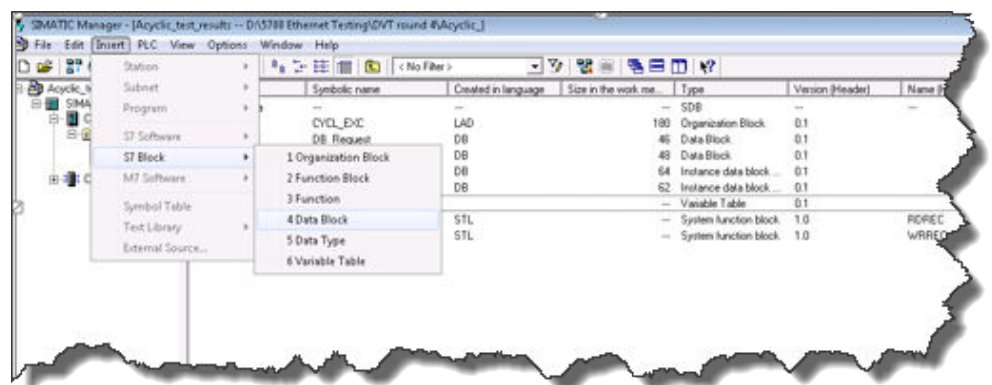 SIMATIC Manager - [Acyclic_test_results -- D:\5788 Ethernet Testing\DVT round 4\Acyclic_]
File Edit Insert PLC View Options Window Help
< No Filter >
Station
Subnet
Program
S7 Software
S7 Block
M7 Software
Symbol Table
Text Library
External Source...
1 Organization Block
2 Function Block
3 Function
4 Data Block
5 Data Type
6 Variable Table
Symbolic name Created in language Size in the work me... Type Version (Header)
--- --- --- SDB ---
CYCL_EXC LAD 180 Organization Block 0.1
DB_Request DB 46 Data Block 0.1
DB 48 Data Block 0.1
DB 64 Instance data block ... 0.1
DB 62 Instance data block ... 0.1
--- Variable Table 0.1
STL --- System function block 1.0 RDREC
STL --- System function block 1.0 WRREC